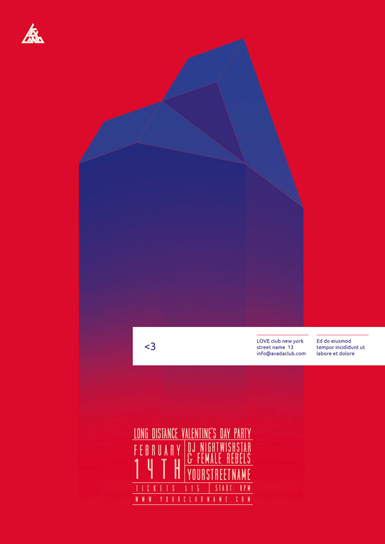 <3
LOVE club new york
street name 13
info@avadaclub.com
Ed do eiusmod
tempor incididunt ut
labore et dolore
LONG DISTANCE VALENTINE'S DAY PARTY
FEBRUARY
14TH
DJ NIGHTWISHSTAR
& FEMALE REBELS
YOURSTREETNAME
TICKETS $15 START: 8PM
WWW.YOURCLUBNAME.COM